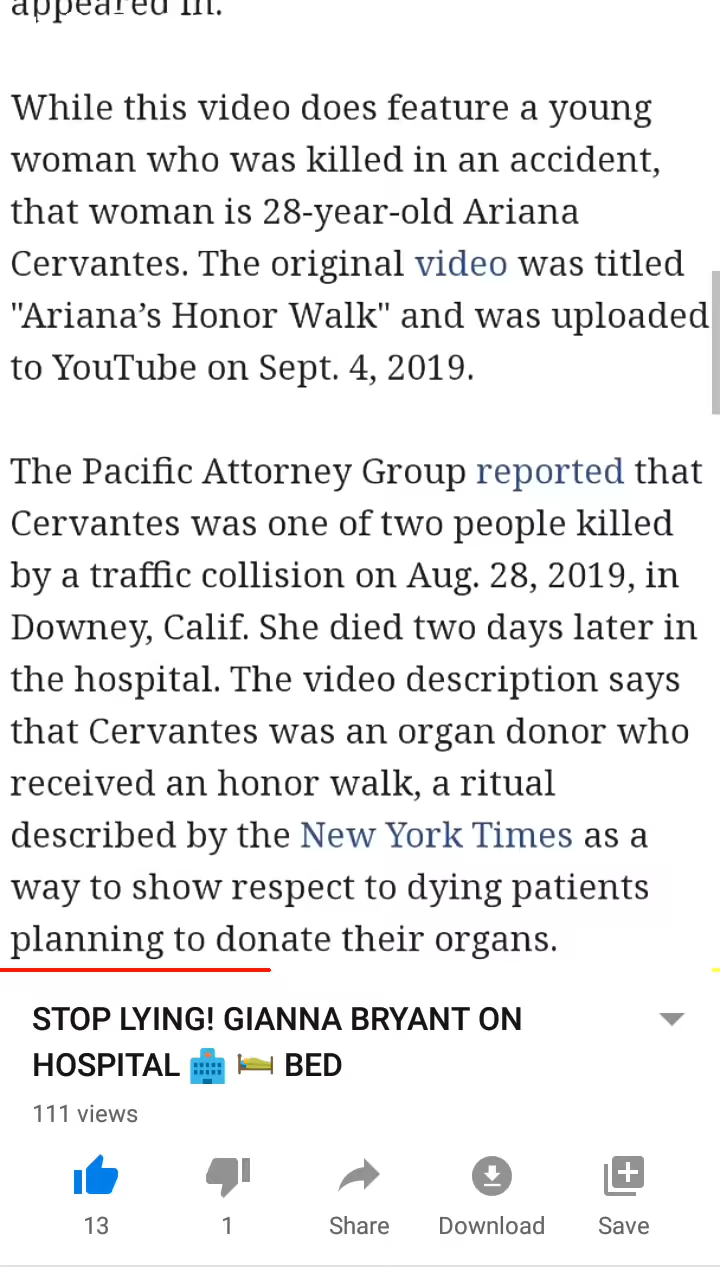 appeared in.
While this video does feature a young
woman who was killed in an accident,
that woman is 28-year-old Ariana
Cervantes. The original video was titled
"Ariana’s Honor Walk" and was uploaded
to YouTube on Sept. 4, 2019.
The Pacific Attorney Group reported that
Cervantes was one of two people killed
by a traffic collision on Aug. 28, 2019, in
Downey, Calif. She died two days later in
the hospital. The video description says
that Cervantes was an organ donor who
received an honor walk, a ritual
described by the New York Times as a
way to show respect to dying patients
planning to donate their organs.
STOP LYING! GIANNA BRYANT ON
HOSPITAL 🏥 🛌 BED
111 views
13 1 Share Download Save